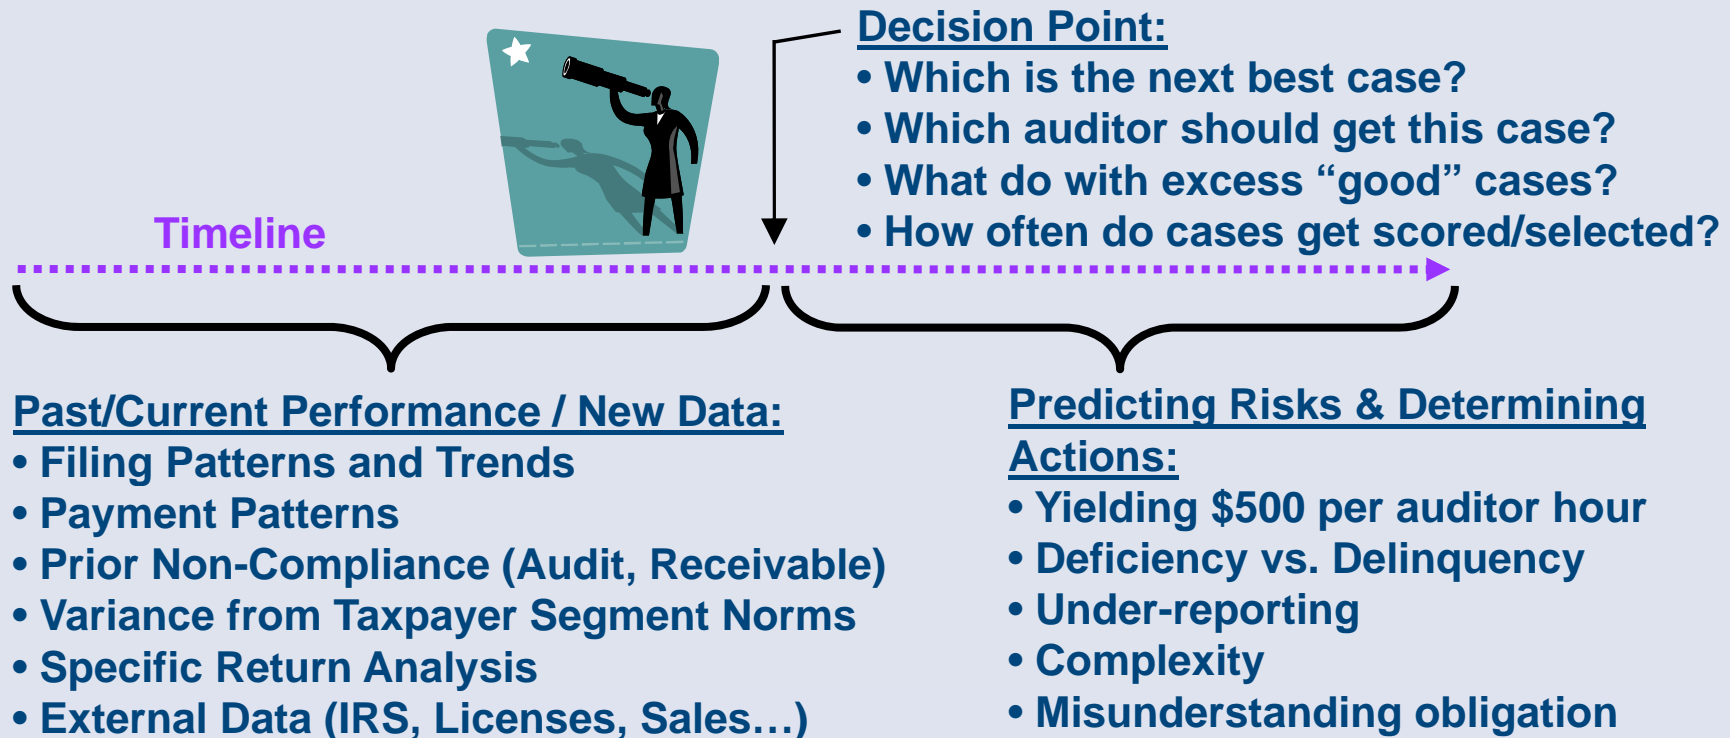 Decision Point:
• Which is the next best case?
• Which auditor should get this case?
• What do with excess “good” cases?
• How often do cases get scored/selected?
Timeline
Past/Current Performance / New Data:
• Filing Patterns and Trends
• Payment Patterns
• Prior Non-Compliance (Audit, Receivable)
• Variance from Taxpayer Segment Norms
• Specific Return Analysis
• External Data (IRS, Licenses, Sales…)
Predicting Risks & Determining
Actions:
• Yielding $500 per auditor hour
• Deficiency vs. Delinquency
• Under-reporting
• Complexity
• Misunderstanding obligation